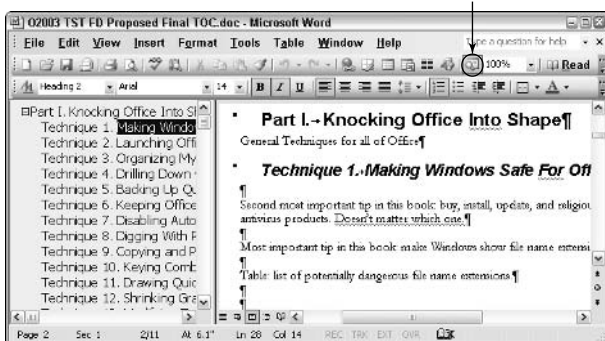 O2003 TST FD Proposed Final TOC.doc - Microsoft Word
File Edit View Insert Format Tools Table Window Help Type a question for help
Heading 2 Arial 14 B I U 100% Read
Part I. Knocking Office Into Sl
Technique 1. Making Windo
Technique 2. Launching Offi
Technique 3. Organizing My
Technique 4. Drilling Down
Technique 5. Backing Up Qu
Technique 6. Keeping Office
Technique 7. Disabling Auto
Technique 8. Digging With F
Technique 9. Copying and P
Technique 10. Keying Comb
Technique 11. Drawing Quic
Technique 12. Shrinking Gra
Part I.→Knocking Office Into Shape¶
General Techniques for all of Office¶
Technique 1.→Making Windows Safe For Off
¶
Second most important tip in this book: buy, install, update, and religiou
antivirus products. Doesn't matter which one.¶
¶
Most important tip in this book: make Windows show file name extensi
¶
Table: list of potentially dangerous file name extensions¶
¶
¶
Page 2 Sec 1 2/11 At 6.1" Ln 28 Col 14 REC TRK EXT OVR